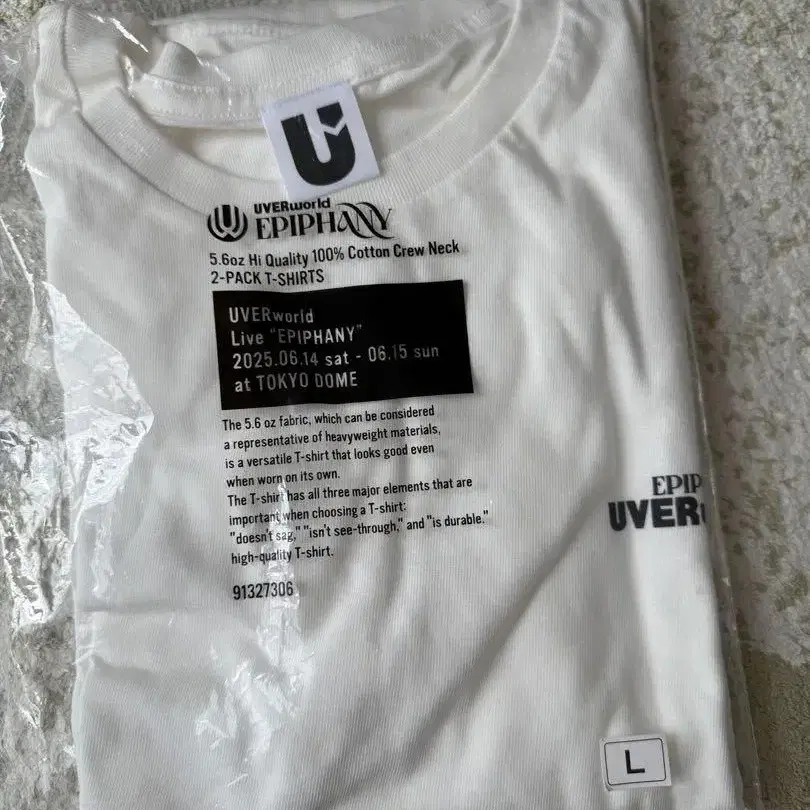 UVERworld
EPIPHANY
5.6oz Hi Quality 100% Cotton Crew Neck
2-PACK T-SHIRTS
UVERworld
Live "EPIPHANY"
2025.06.14 sat - 06.15 sun
at TOKYO DOME
The 5.6 oz fabric, which can be considered
a representative of heavyweight materials,
is a versatile T-shirt that looks good even
when worn on its own.
The T-shirt has all three major elements that are
important when choosing a T-shirt:
"doesn't sag," "isn't see-through," and "is durable."
high-quality T-shirt.
91327306
EPIP
UVER
L